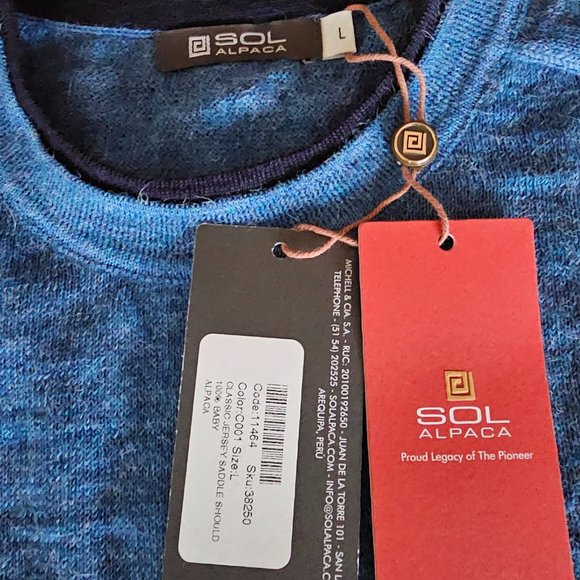 SOL
ALPACA
L
MICHELL & CIA. S.A. - RUC: 20100192650 - JUAN DE LA TORRE 101 - SAN L
TELEPHONE - (51 54) 202525 - SOLALPACA.COM - INFO@SOLALPACA
AREQUIPA, PERU
Code:11464 Sku:38250
Color:C001 Size:L
CLASSIC JERSEY SADDLE SHOULD
100% BABY
ALPACA
SOL
ALPACA
Proud Legacy of The Pioneer